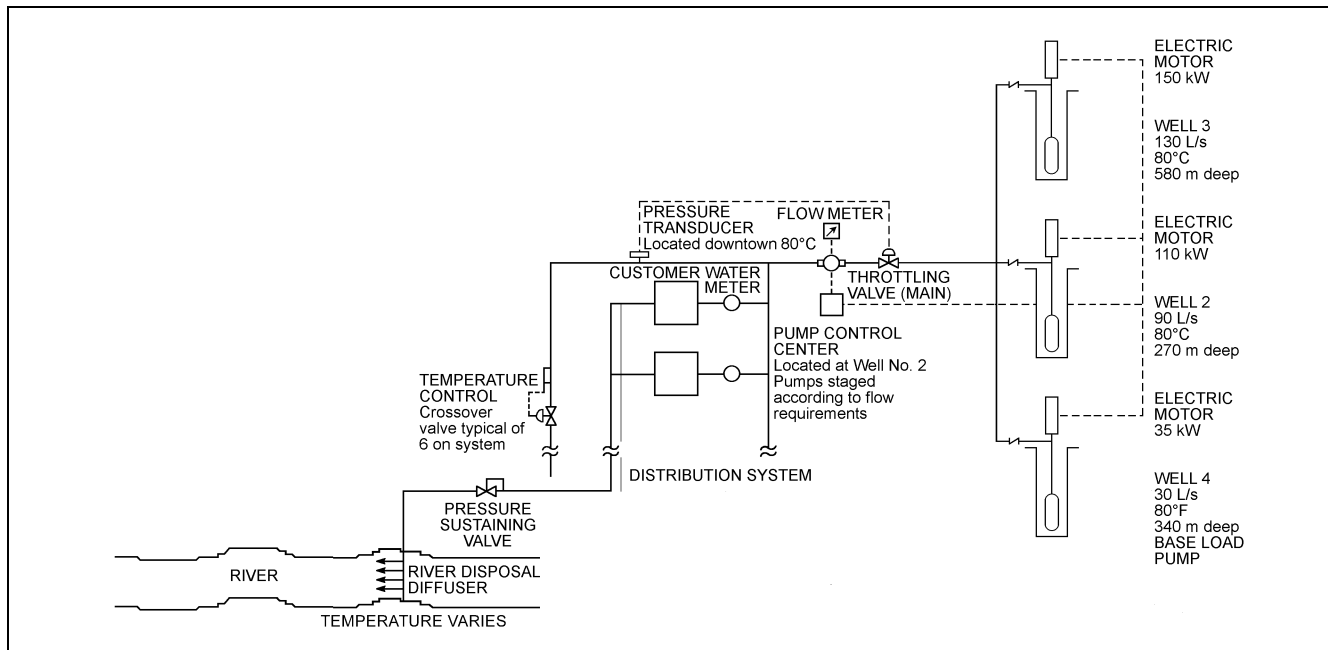 ELECTRIC
MOTOR
150 kW
WELL 3
130 L/s
80°C
580 m deep
PRESSURE
TRANSDUCER
Located downtown 80°C
FLOW METER
ELECTRIC
MOTOR
110 kW
CUSTOMER WATER
METER
THROTTLING
VALVE (MAIN)
WELL 2
90 L/s
80°C
270 m deep
PUMP CONTROL
CENTER
Located at Well No. 2
Pumps staged
according to flow
requirements
TEMPERATURE
CONTROL
Crossover
valve typical of
6 on system
ELECTRIC
MOTOR
35 kW
DISTRIBUTION SYSTEM
WELL 4
30 L/s
80°F
340 m deep
BASE LOAD
PUMP
PRESSURE
SUSTAINING
VALVE
RIVER
RIVER DISPOSAL
DIFFUSER
TEMPERATURE VARIES